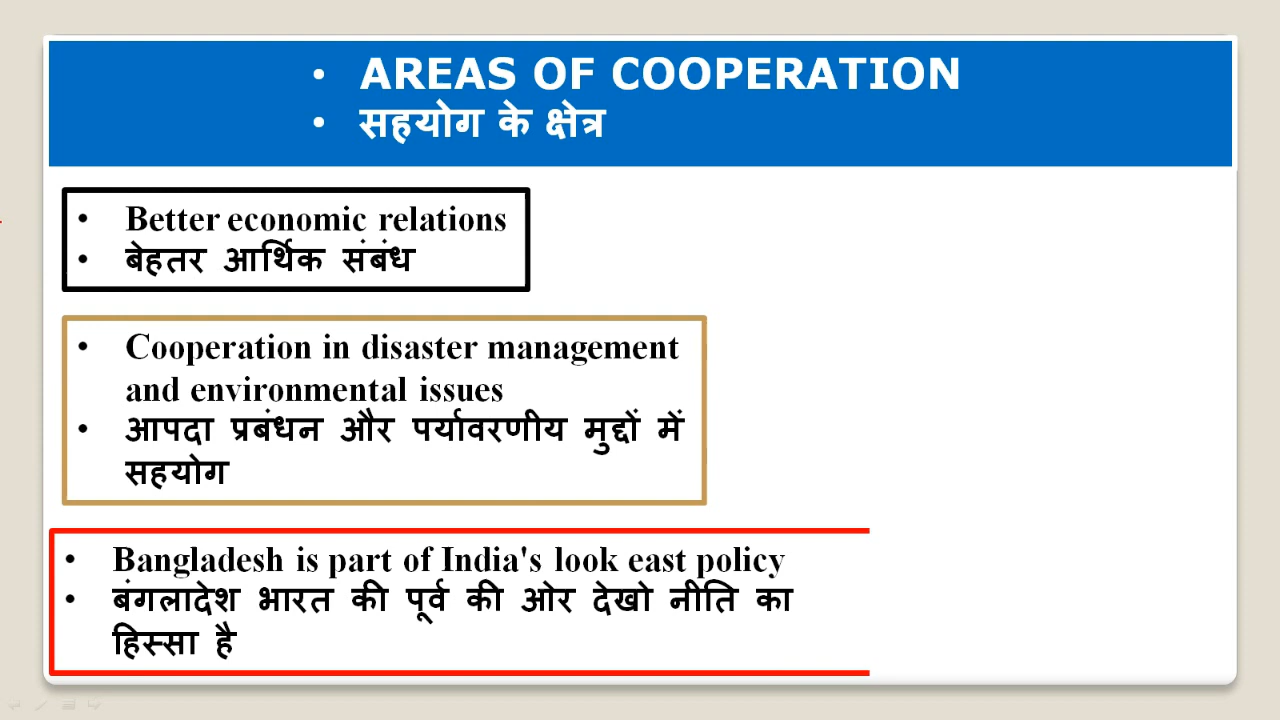 • AREAS OF COOPERATION
• सहयोग के क्षेत्र
• Better economic relations
• बेहतर आर्थिक संबंध
• Cooperation in disaster management
and environmental issues
• आपदा प्रबंधन और पर्यावरणीय मुद्दों में
सहयोग
• Bangladesh is part of India's look east policy
• बंगलादेश भारत की पूर्व की ओर देखो नीति का
हिस्सा है